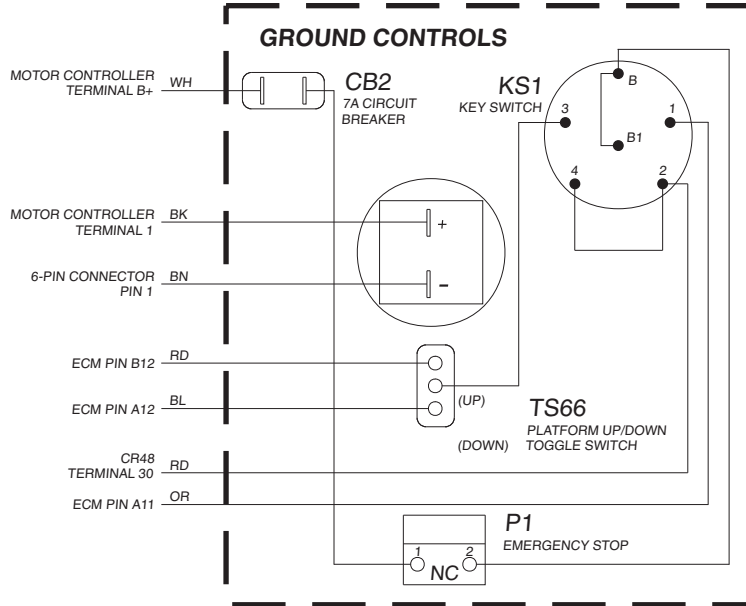 GROUND CONTROLS
MOTOR CONTROLLER
TERMINAL B+
WH
CB2
7A CIRCUIT
BREAKER
KS1
KEY SWITCH
B
3
1
B1
4
2
MOTOR CONTROLLER
TERMINAL 1
BK
+
6-PIN CONNECTOR
PIN 1
BN
-
ECM PIN B12
RD
(UP)
ECM PIN A12
BL
TS66
PLATFORM UP/DOWN
TOGGLE SWITCH
(DOWN)
CR48
TERMINAL 30
RD
ECM PIN A11
OR
P1
EMERGENCY STOP
1
2
NC